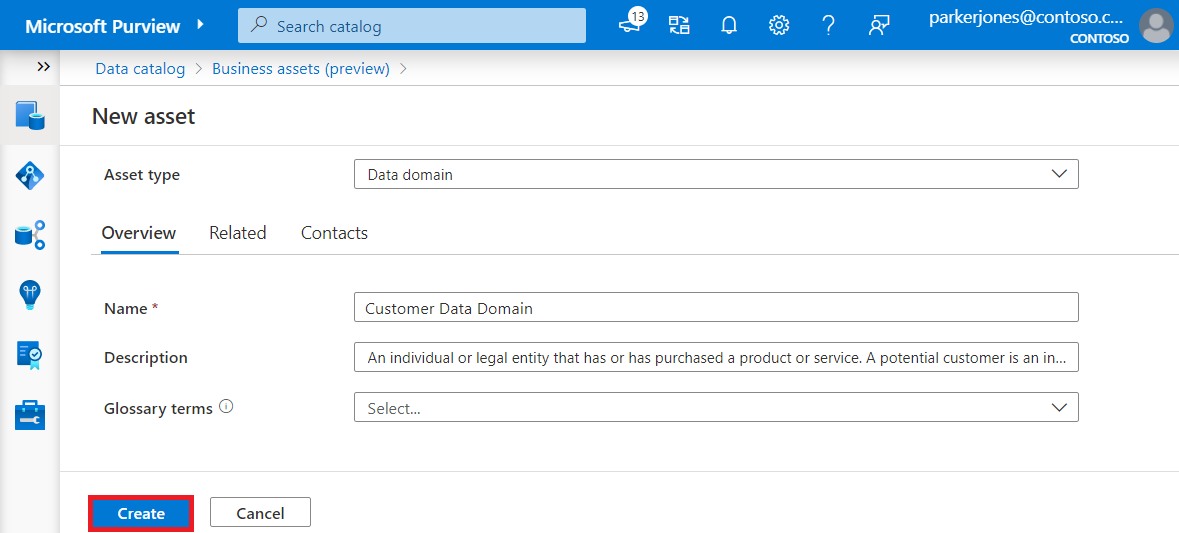 Microsoft Purview
Search catalog
13
parkerjones@contoso.c...
CONTOSO
Data catalog > Business assets (preview) >
New asset
Asset type
Data domain
Overview Related Contacts
Name *
Customer Data Domain
Description
An individual or legal entity that has or has purchased a product or service. A potential customer is an in...
Glossary terms
Select...
Create Cancel